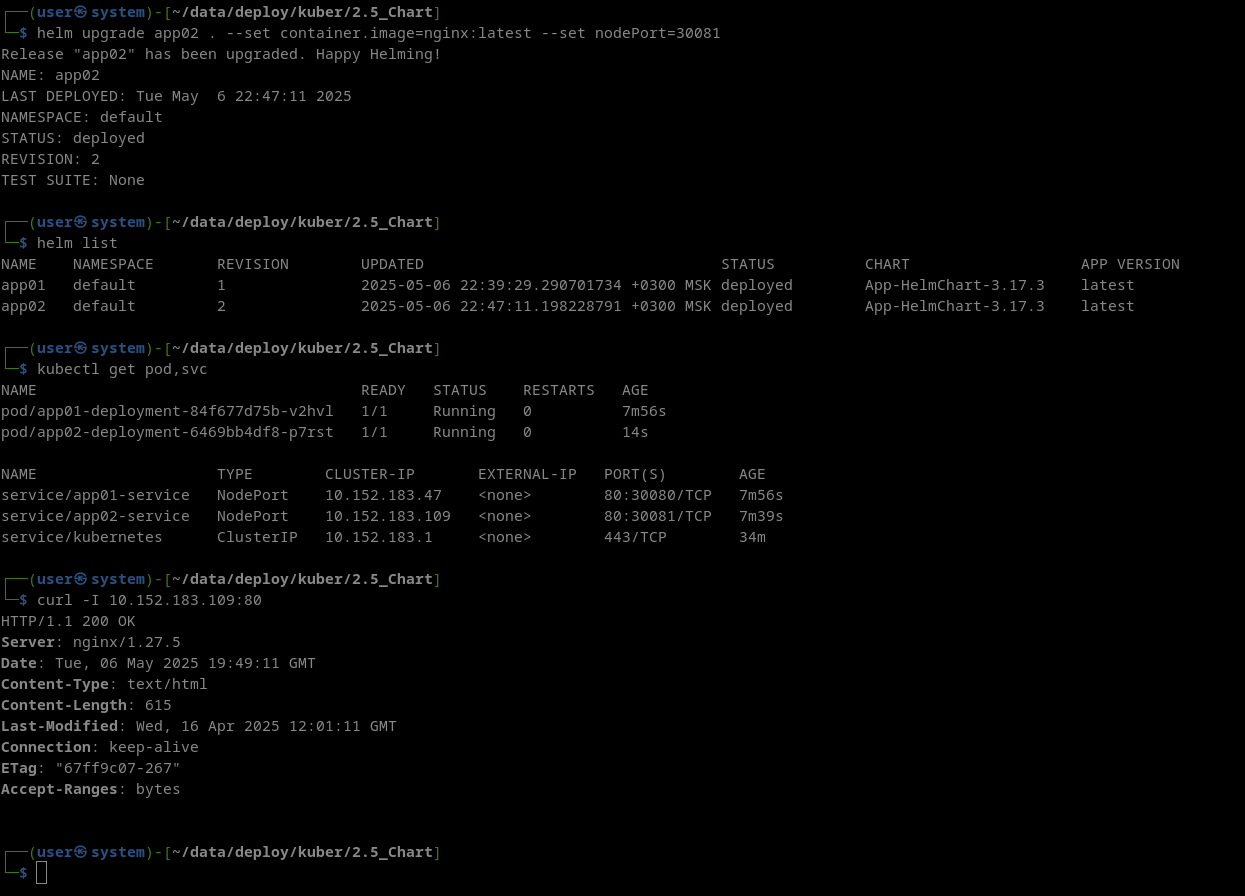 ┌──(user㉿system)-[~/data/deploy/kuber/2.5_Chart]
└─$ helm upgrade app02 . --set container.image=nginx:latest --set nodePort=30081
Release "app02" has been upgraded. Happy Helming!
NAME: app02
LAST DEPLOYED: Tue May  6 22:47:11 2025
NAMESPACE: default
STATUS: deployed
REVISION: 2
TEST SUITE: None

┌──(user㉿system)-[~/data/deploy/kuber/2.5_Chart]
└─$ helm list
NAME    NAMESPACE       REVISION        UPDATED                                 STATUS          CHART                   APP VERSION
app01   default         1               2025-05-06 22:39:29.290701734 +0300 MSK deployed        App-HelmChart-3.17.3    latest
app02   default         2               2025-05-06 22:47:11.198228791 +0300 MSK deployed        App-HelmChart-3.17.3    latest

┌──(user㉿system)-[~/data/deploy/kuber/2.5_Chart]
└─$ kubectl get pod,svc
NAME                                    READY   STATUS    RESTARTS   AGE
pod/app01-deployment-84f677d75b-v2hvl   1/1     Running   0          7m56s
pod/app02-deployment-6469bb4df8-p7rst   1/1     Running   0          14s

NAME                    TYPE        CLUSTER-IP       EXTERNAL-IP   PORT(S)        AGE
service/app01-service   NodePort    10.152.183.47    <none>        80:30080/TCP   7m56s
service/app02-service   NodePort    10.152.183.109   <none>        80:30081/TCP   7m39s
service/kubernetes      ClusterIP   10.152.183.1     <none>        443/TCP        34m

┌──(user㉿system)-[~/data/deploy/kuber/2.5_Chart]
└─$ curl -I 10.152.183.109:80
HTTP/1.1 200 OK
Server: nginx/1.27.5
Date: Tue, 06 May 2025 19:49:11 GMT
Content-Type: text/html
Content-Length: 615
Last-Modified: Wed, 16 Apr 2025 12:01:11 GMT
Connection: keep-alive
ETag: "67ff9c07-267"
Accept-Ranges: bytes

┌──(user㉿system)-[~/data/deploy/kuber/2.5_Chart]
└─$